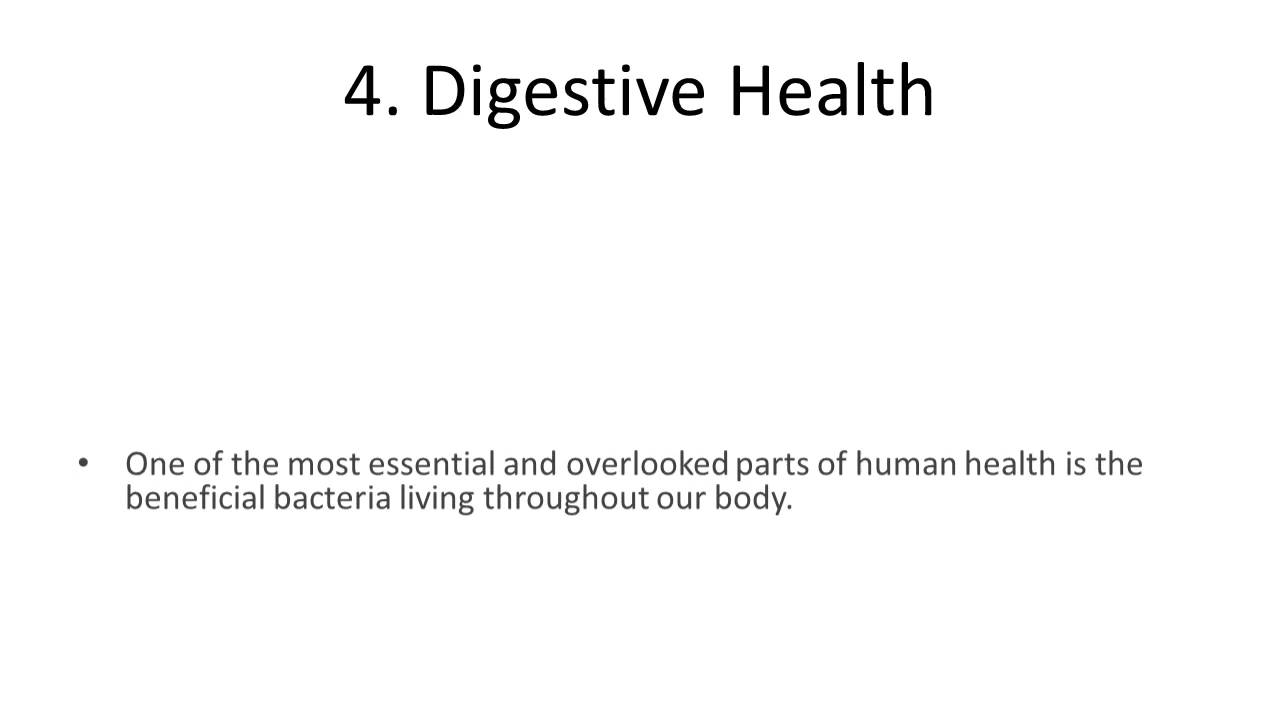 4. Digestive Health
• One of the most essential and overlooked parts of human health is the
beneficial bacteria living throughout our body.